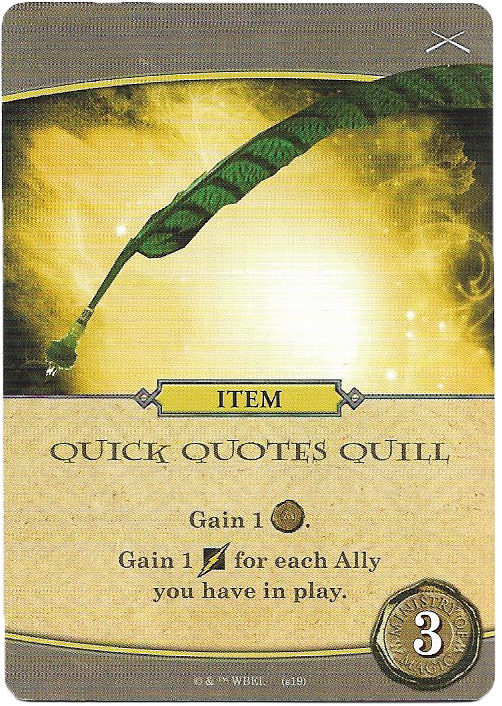 ITEM
QUICK QUOTES QUILL
Gain 1 .
Gain 1 for each Ally
you have in play.
MINISTRY OF
MAGIC
3
© & ™ WBEI. (s19)